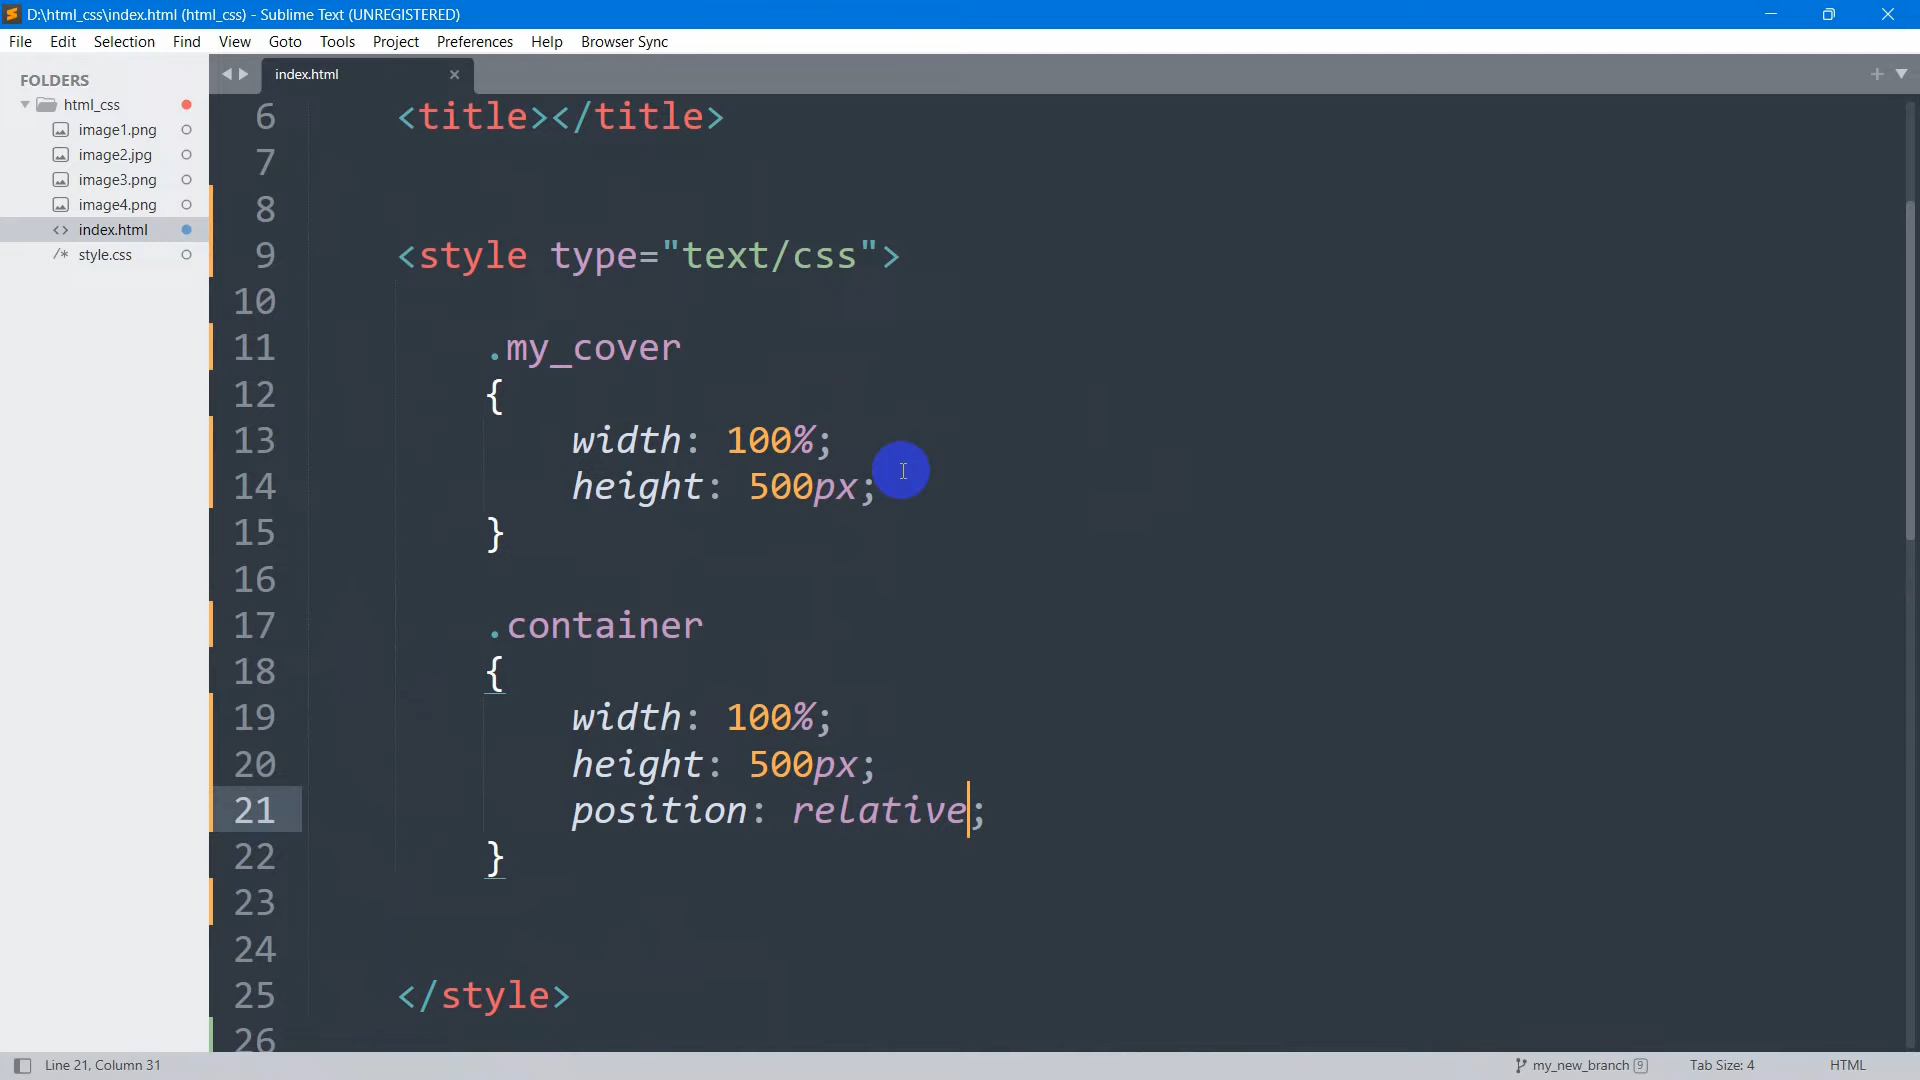 D:\html_css\index.html (html_css) - Sublime Text (UNREGISTERED)
File Edit Selection Find View Goto Tools Project Preferences Help Browser Sync
FOLDERS
html_css
image1.png
image2.jpg
image3.png
image4.png
index.html
style.css
index.html
6 <title></title>
7
8
9 <style type="text/css">
10
11 .my_cover
12 {
13 width: 100%;
14 height: 500px;
15 }
16
17 .container
18 {
19 width: 100%;
20 height: 500px;
21 position: relative;
22 }
23
24
25 </style>
26
Line 21, Column 31
my_new_branch 9
Tab Size: 4
HTML